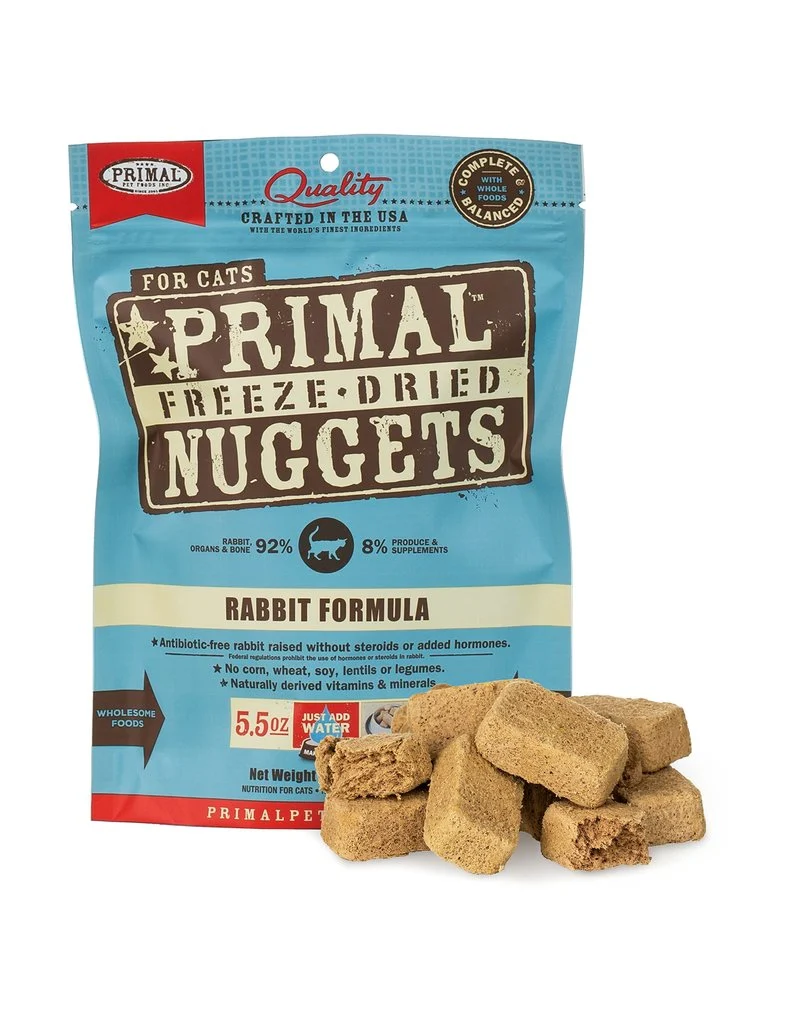 PRIMAL
PET FOODS INC
SINCE 2001
Quality
CRAFTED IN THE USA
WITH THE WORLD'S FINEST INGREDIENTS
COMPLETE &
WITH
WHOLE
FOODS
BALANCED
FOR CATS
PRIMAL™
FREEZE·DRIED
NUGGETS
RABBIT, ORGANS & BONE 92%
8% PRODUCE & SUPPLEMENTS
RABBIT FORMULA
★Antibiotic-free rabbit raised without steroids or added hormones.
Federal regulations prohibit the use of hormones or steroids in rabbit.
★ No corn, wheat, soy, lentils or legumes.
★ Naturally derived vitamins & minerals
WHOLESOME
FOODS
5.5OZ
JUST ADD
WATER
Net Weight
NUTRITION FOR CATS
PRIMALPET